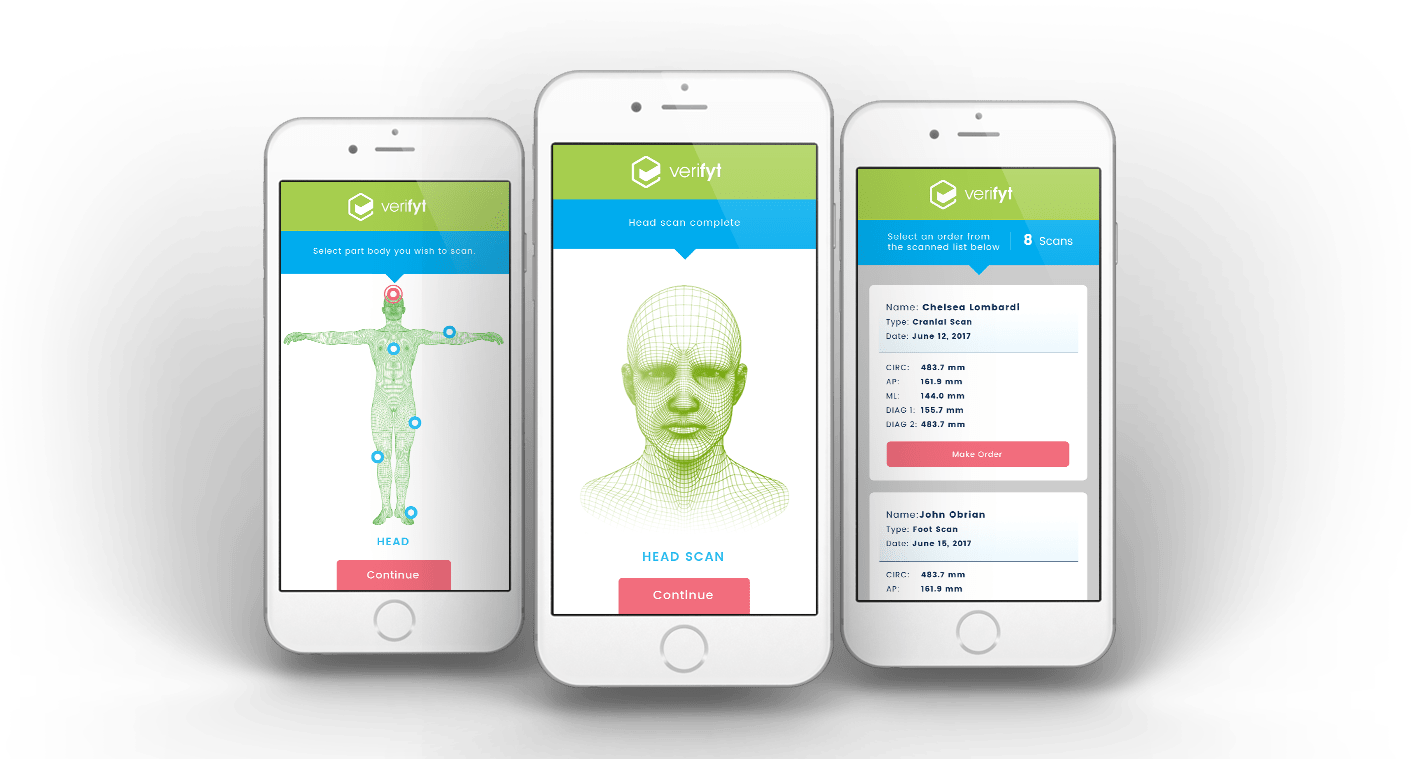 verifyt
Select part body you wish to scan.
HEAD
Continue
verifyt
Head scan complete
HEAD SCAN
Continue
verifyt
Select an order from
the scanned list below
8 Scans
Name: Chelsea Lombardi
Type: Cranial Scan
Date: June 12, 2017
CIRC: 483.7 mm
AP: 161.9 mm
ML: 144.0 mm
DIAG 1: 155.7 mm
DIAG 2: 483.7 mm
Make Order
Name:John Obrian
Type: Foot Scan
Date: June 15, 2017
CIRC: 483.7 mm
AP: 161.9 mm